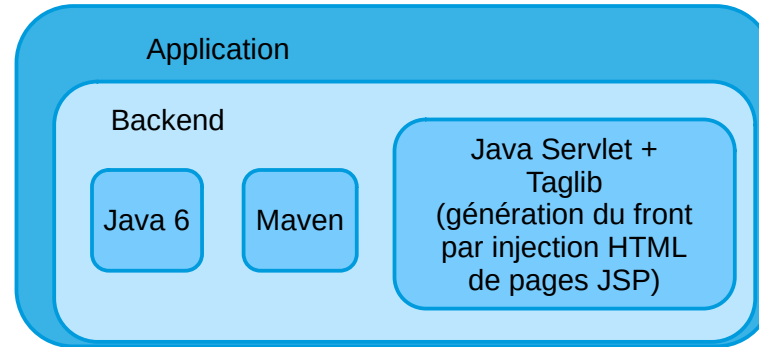 Application
Backend
Java 6
Maven
Java Servlet +
Taglib
(génération du front
par injection HTML
de pages JSP)